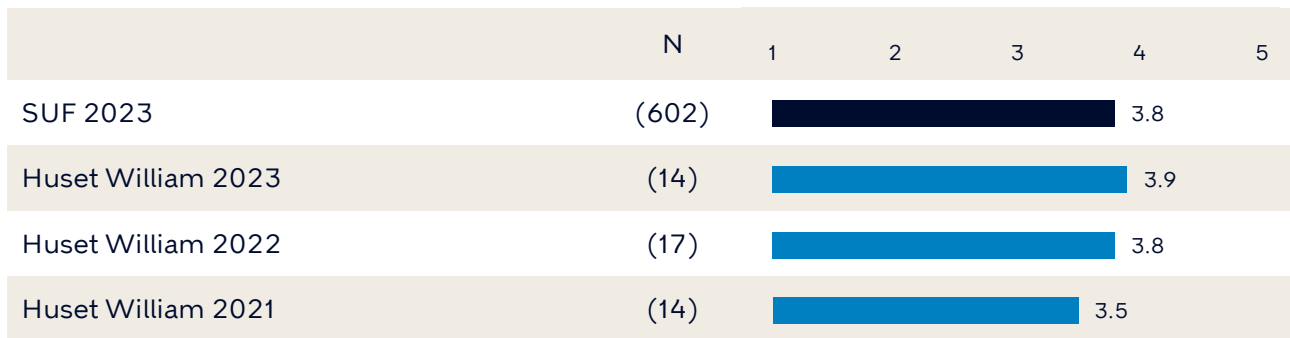 N 1 2 3 4 5
SUF 2023 (602) 3.8
Huset William 2023 (14) 3.9
Huset William 2022 (17) 3.8
Huset William 2021 (14) 3.5